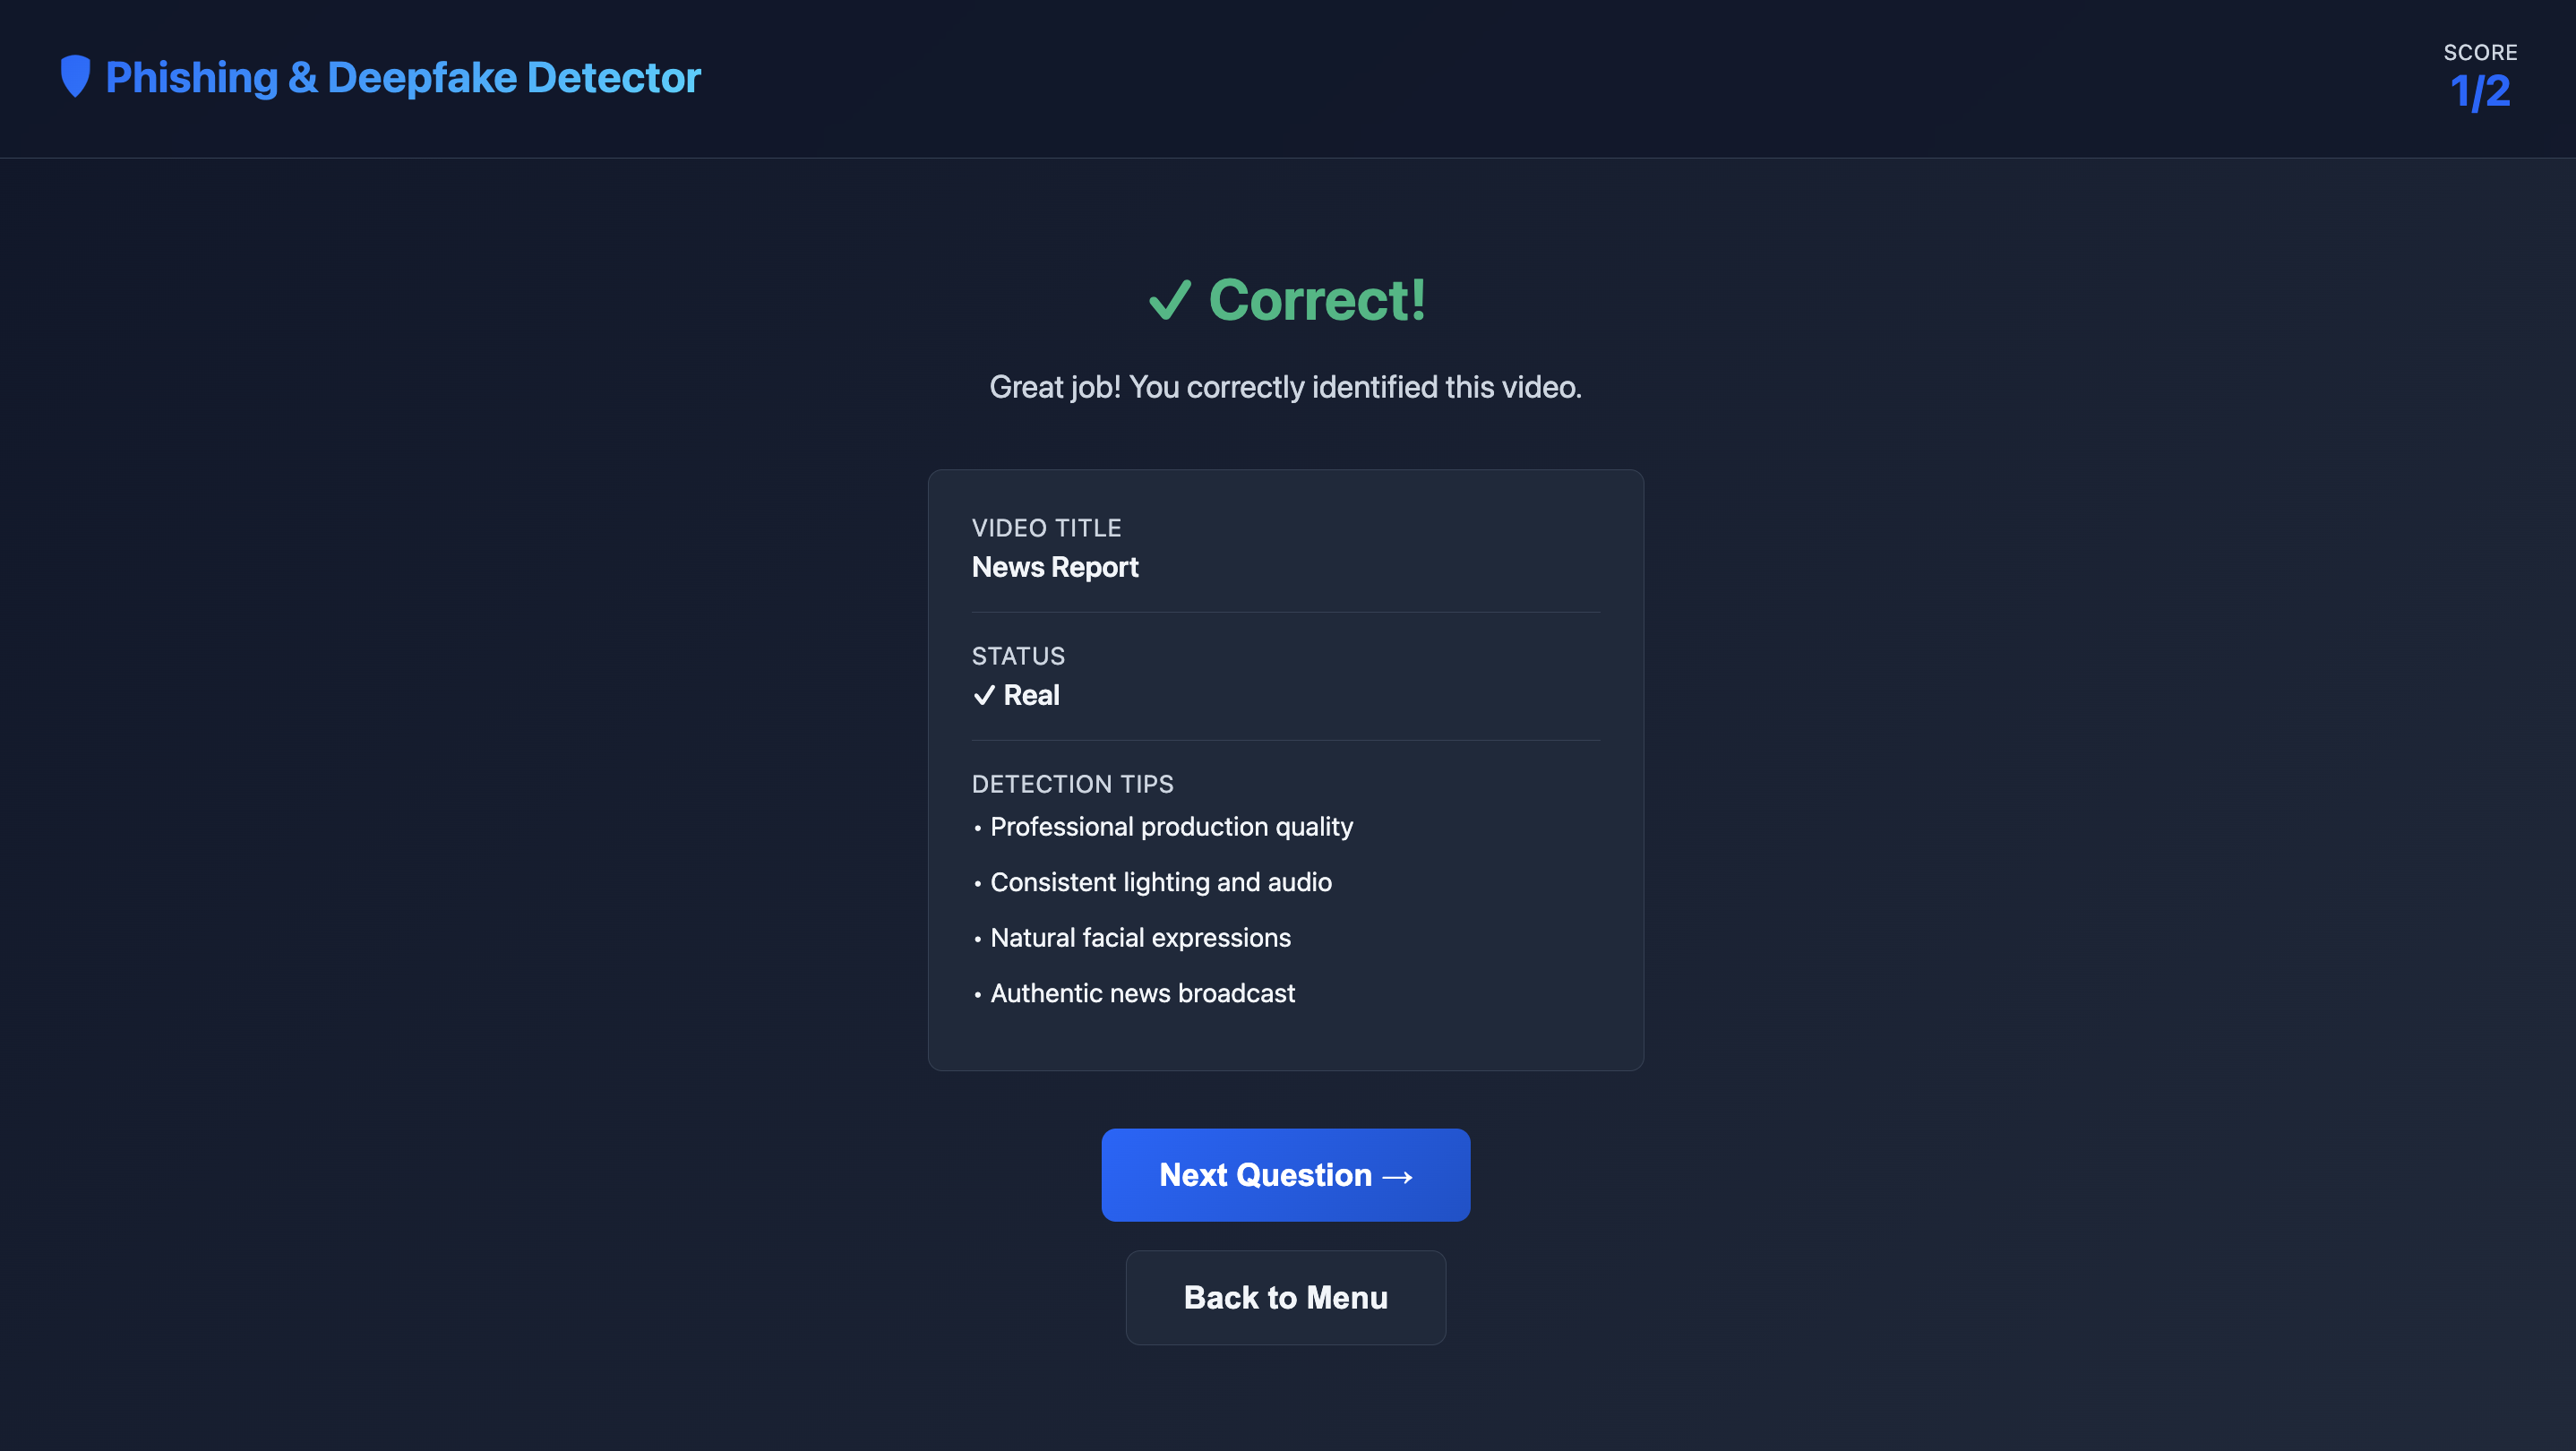 Phishing & Deepfake Detector
SCORE
1/2
✓ Correct!
Great job! You correctly identified this video.
VIDEO TITLE
News Report
STATUS
✓ Real
DETECTION TIPS
• Professional production quality
• Consistent lighting and audio
• Natural facial expressions
• Authentic news broadcast
Next Question →
Back to Menu